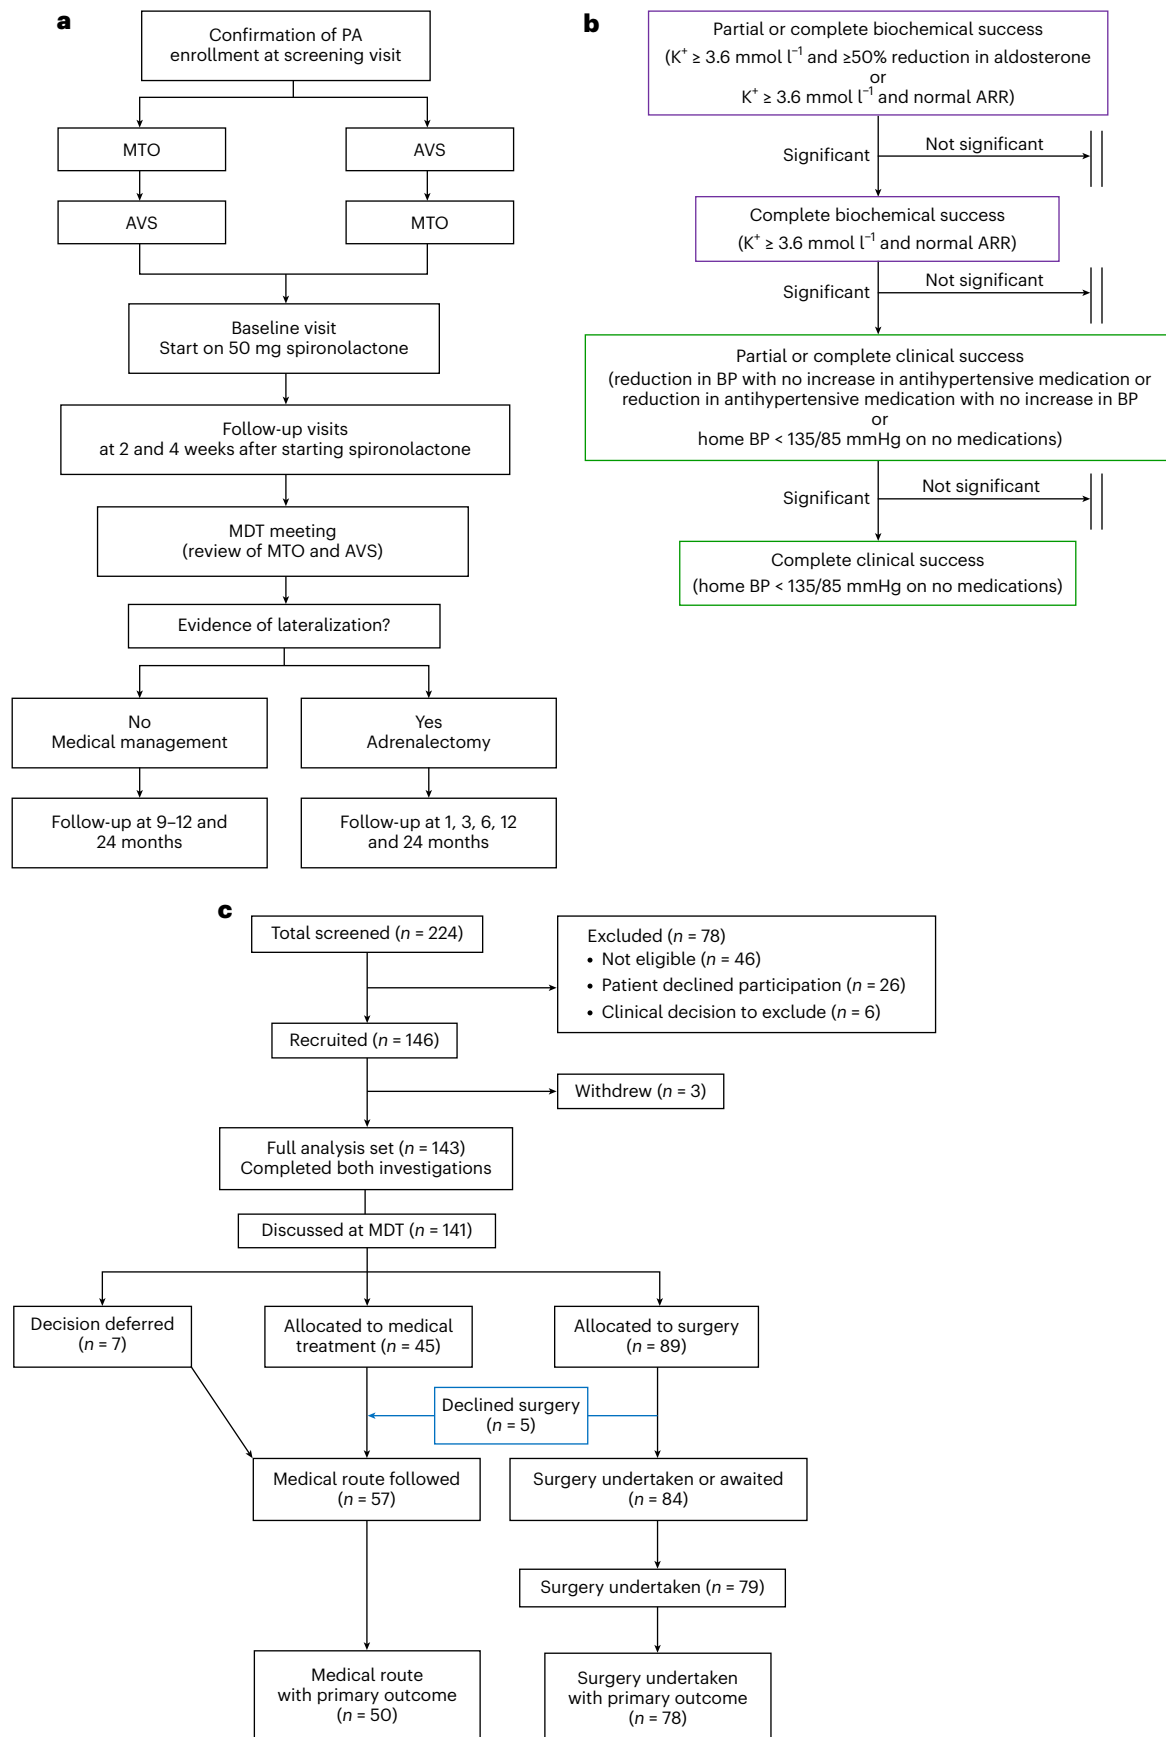 a
Confirmation of PA
enrollment at screening visit
MTO
AVS
AVS
MTO
Baseline visit
Start on 50 mg spironolactone
Follow-up visits
at 2 and 4 weeks after starting spironolactone
MDT meeting
(review of MTO and AVS)
Evidence of lateralization?
No
Medical management
Yes
Adrenalectomy
Follow-up at 9–12 and
24 months
Follow-up at 1, 3, 6, 12
and 24 months
b
Partial or complete biochemical success
(K⁺ ≥ 3.6 mmol l⁻¹ and ≥50% reduction in aldosterone
or
K⁺ ≥ 3.6 mmol l⁻¹ and normal ARR)
Significant
Not significant
Complete biochemical success
(K⁺ ≥ 3.6 mmol l⁻¹ and normal ARR)
Significant
Not significant
Partial or complete clinical success
(reduction in BP with no increase in antihypertensive medication or
reduction in antihypertensive medication with no increase in BP
or
home BP < 135/85 mmHg on no medications)
Significant
Not significant
Complete clinical success
(home BP < 135/85 mmHg on no medications)
c
Total screened (n = 224)
Excluded (n = 78)
• Not eligible (n = 46)
• Patient declined participation (n = 26)
• Clinical decision to exclude (n = 6)
Recruited (n = 146)
Withdrew (n = 3)
Full analysis set (n = 143)
Completed both investigations
Discussed at MDT (n = 141)
Decision deferred
(n = 7)
Allocated to medical
treatment (n = 45)
Allocated to surgery
(n = 89)
Declined surgery
(n = 5)
Medical route followed
(n = 57)
Surgery undertaken or awaited
(n = 84)
Surgery undertaken (n = 79)
Medical route
with primary outcome
(n = 50)
Surgery undertaken
with primary outcome
(n = 78)